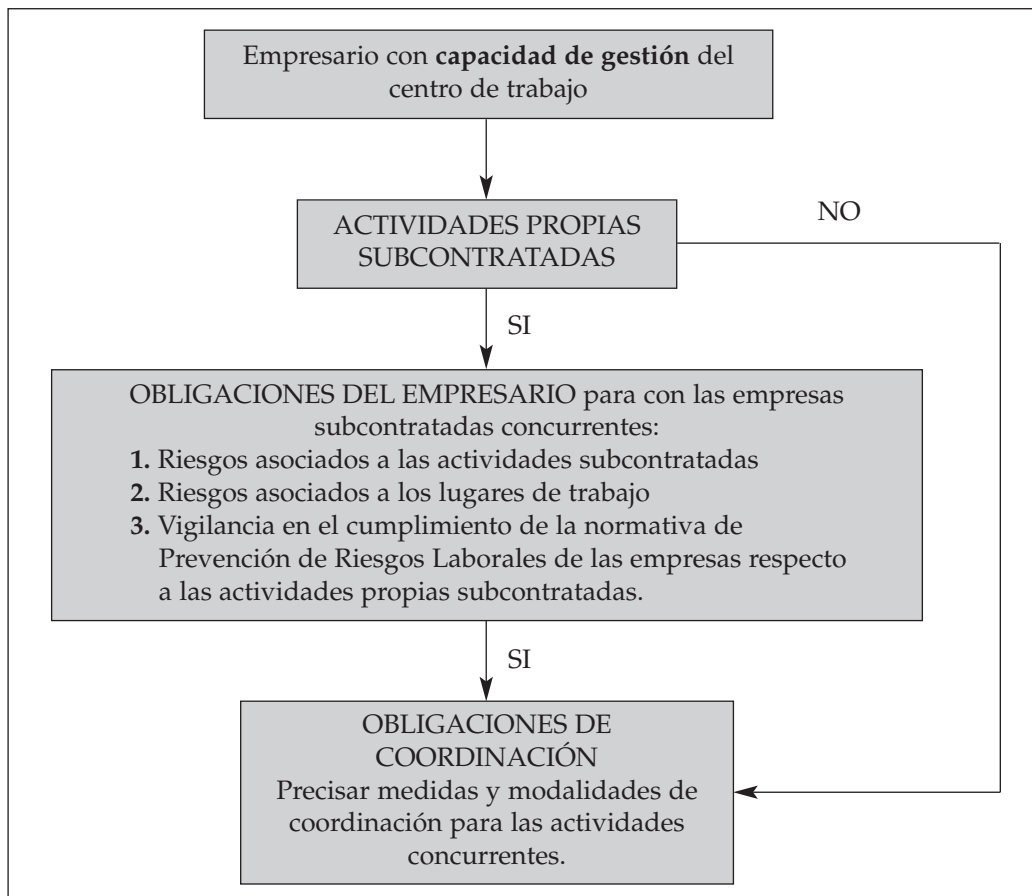 Empresario con capacidad de gestión del
centro de trabajo
ACTIVIDADES PROPIAS
SUBCONTRATADAS
NO
SI
OBLIGACIONES DEL EMPRESARIO para con las empresas
subcontratadas concurrentes:
1. Riesgos asociados a las actividades subcontratadas
2. Riesgos asociados a los lugares de trabajo
3. Vigilancia en el cumplimiento de la normativa de
Prevención de Riesgos Laborales de las empresas respecto
a las actividades propias subcontratadas.
SI
OBLIGACIONES DE
COORDINACIÓN
Precisar medidas y modalidades de
coordinación para las actividades
concurrentes.